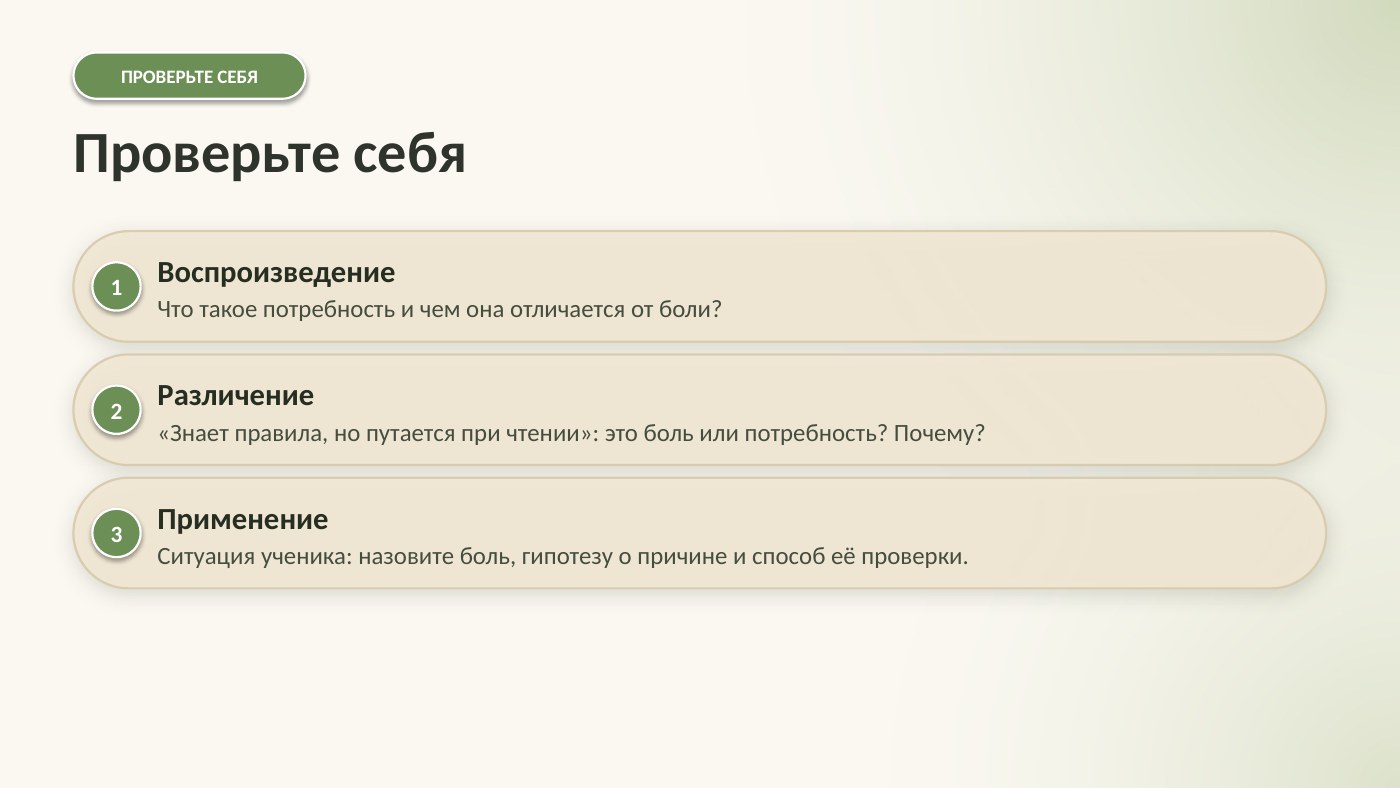 ПРОВЕРЬТЕ СЕБЯ
Проверьте себя
1
Воспроизведение
Что такое потребность и чем она отличается от боли?
2
Различение
«Знает правила, но путается при чтении»: это боль или потребность? Почему?
3
Применение
Ситуация ученика: назовите боль, гипотезу о причине и способ её проверки.